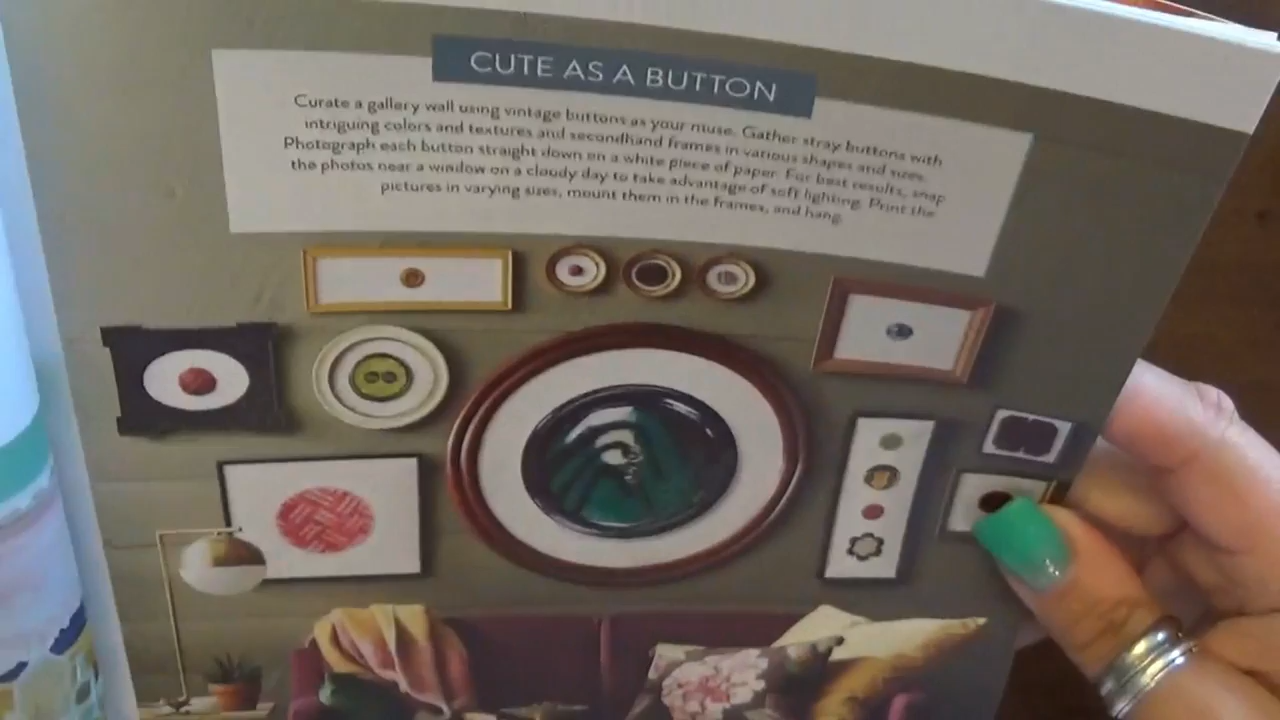 CUTE AS A BUTTON
Curate a gallery wall using vintage buttons as your muse. Gather stray buttons with
intriguing colors and textures and secondhand frames in various shapes and sizes.
Photograph each button straight down on a white piece of paper. For best results, snap
the photos near a window on a cloudy day to take advantage of soft lighting. Print the
pictures in varying sizes, mount them in the frames, and hang.